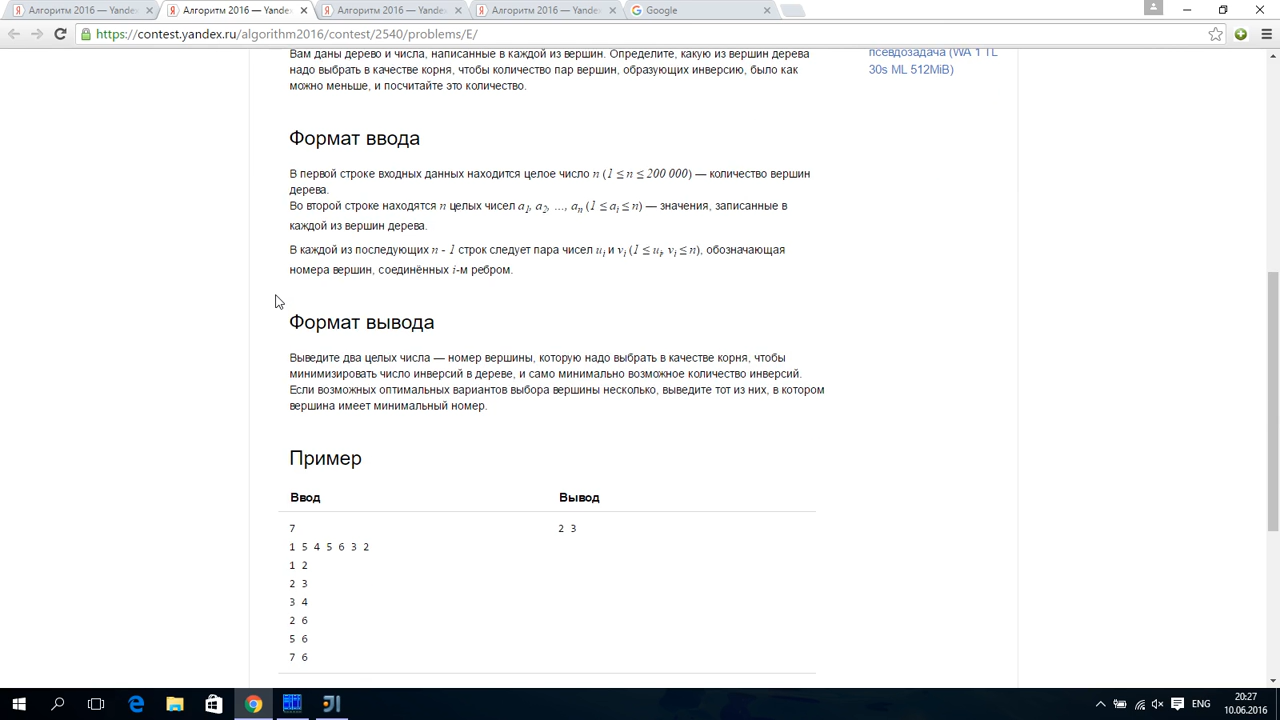 Алгоритм 2016 — Yande
Алгоритм 2016 — Yande
Алгоритм 2016 — Yandex
Алгоритм 2016 — Yandex
Google
https://contest.yandex.ru/algorithm2016/contest/2540/problems/E/
Вам даны дерево и числа, написанные в каждой из вершин. Определите, какую из вершин дерева
надо выбрать в качестве корня, чтобы количество пар вершин, образующих инверсию, было как
можно меньше, и посчитайте это количество.
псевдозадача (WA 1 TL
30s ML 512MiB)
Формат ввода
В первой строке входных данных находится целое число n (1 ≤ n ≤ 200 000) — количество вершин
дерева.
Во второй строке находятся n целых чисел a1, a2, ..., an (1 ≤ ai ≤ n) — значения, записанные в
каждой из вершин дерева.
В каждой из последующих n - 1 строк следует пара чисел ui и vi (1 ≤ ui, vi ≤ n), обозначающая
номера вершин, соединённых i-м ребром.
Формат вывода
Выведите два целых числа — номер вершины, которую надо выбрать в качестве корня, чтобы
минимизировать число инверсий в дереве, и само минимально возможное количество инверсий.
Если возможных оптимальных вариантов выбора вершины несколько, выведите тот из них, в котором
вершина имеет минимальный номер.
Пример
Ввод Вывод
7 2 3
1 5 4 5 6 3 2
1 2
2 3
3 4
2 6
5 6
7 6
ENG
20:27
10.06.2016